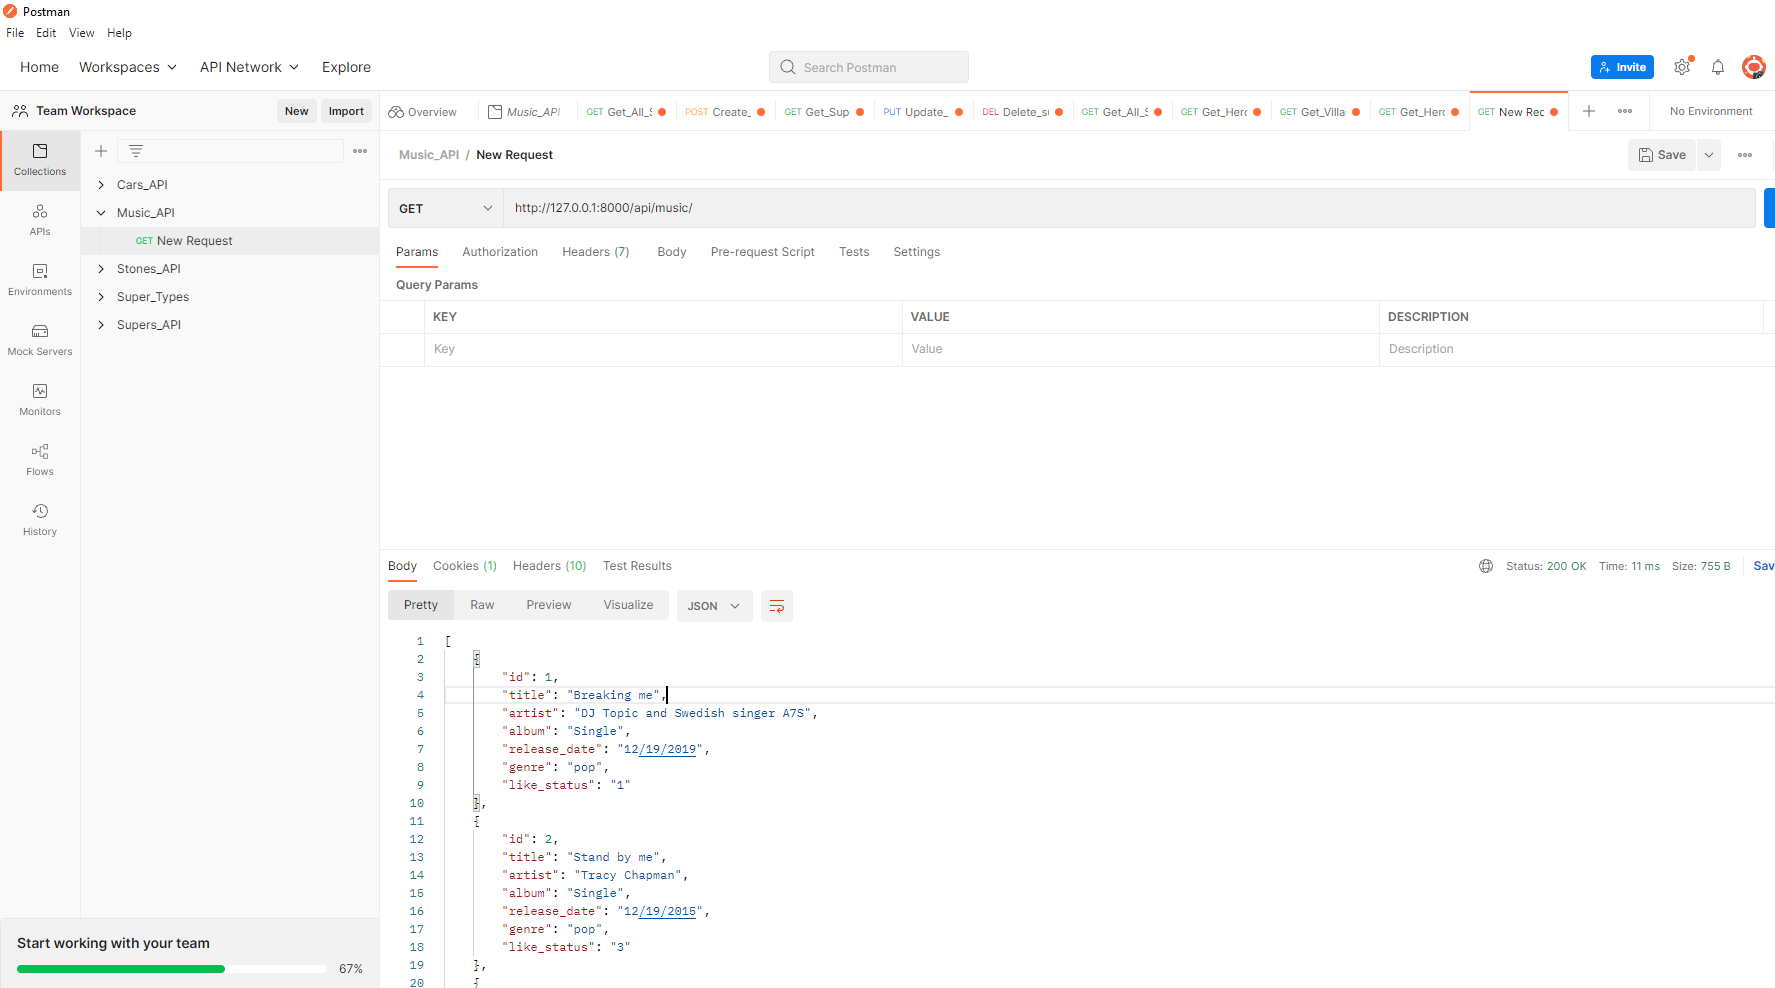 Postman
File Edit View Help
Home Workspaces API Network Explore Search Postman Invite
Team Workspace New Import
Overview Music_API GET Get_All_S POST Create_ GET Get_Sup PUT Update_ DEL Delete_su GET Get_All_S GET Get_Hero GET Get_Villa GET Get_Hero GET New Rec No Environment
Collections
APIs
Environments
Mock Servers
Monitors
Flows
History
Cars_API
Music_API
GET New Request
Stones_API
Super_Types
Supers_API
Start working with your team
67%
Music_API / New Request Save
GET http://127.0.0.1:8000/api/music/
Params Authorization Headers (7) Body Pre-request Script Tests Settings
Query Params
KEY VALUE DESCRIPTION
Key Value Description
Body Cookies (1) Headers (10) Test Results Status: 200 OK Time: 11 ms Size: 755 B Sav
Pretty Raw Preview Visualize JSON
1 [
2 {
3 "id": 1,
4 "title": "Breaking me",
5 "artist": "DJ Topic and Swedish singer A7S",
6 "album": "Single",
7 "release_date": "12/19/2019",
8 "genre": "pop",
9 "like_status": "1"
10 },
11 {
12 "id": 2,
13 "title": "Stand by me",
14 "artist": "Tracy Chapman",
15 "album": "Single",
16 "release_date": "12/19/2015",
17 "genre": "pop",
18 "like_status": "3"
19 },
20 {